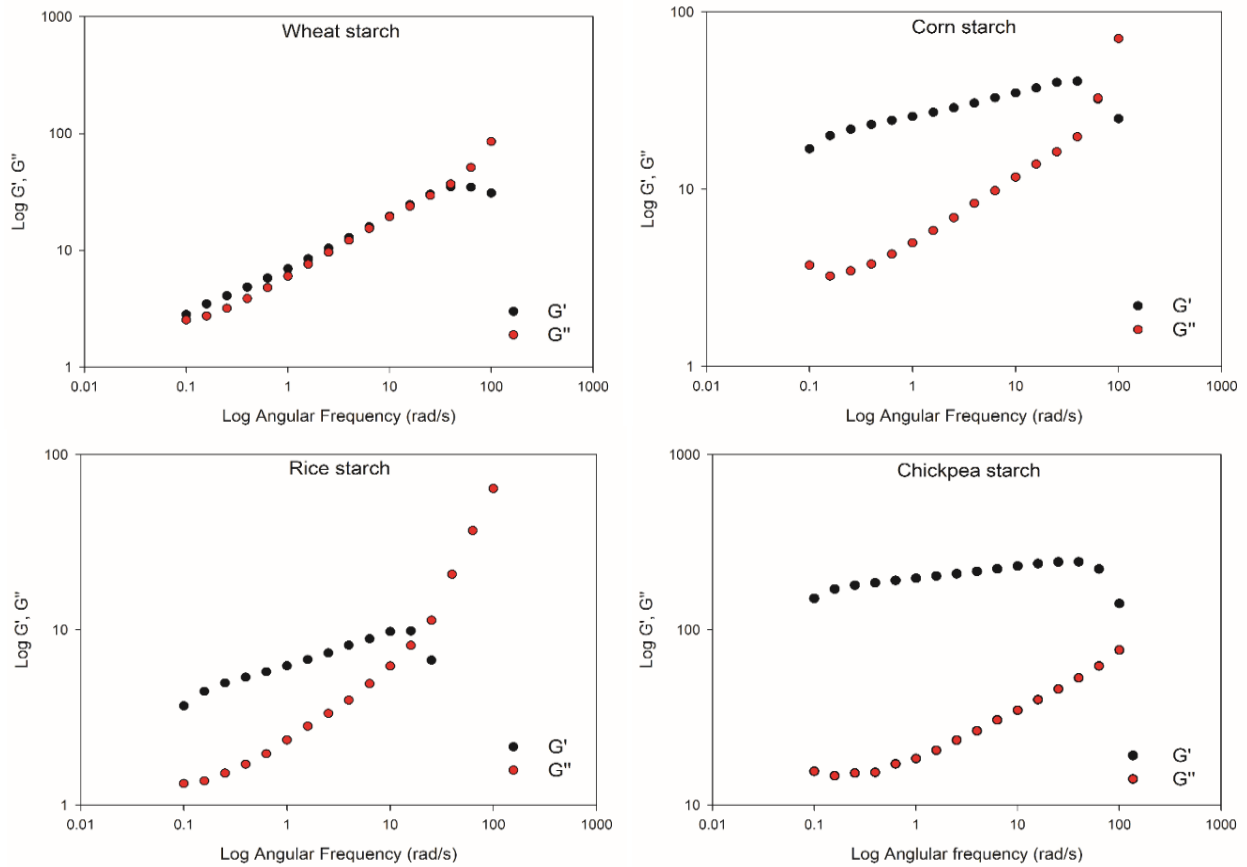 Wheat starch
1000
100
10
1
Log G', G"
G'
G"
0.01 0.1 1 10 100 1000
Log Angular Frequency (rad/s)
Corn starch
100
10
1
Log G', G"
G'
G"
0.01 0.1 1 10 100 1000
Log Angular Frequency (rad/s)
Rice starch
100
10
1
Log G', G"
G'
G"
0.01 0.1 1 10 100 1000
Log Angular Frequency (rad/s)
Chickpea starch
1000
100
10
Log G', G"
G'
G"
0.01 0.1 1 10 100 1000
Log Anglular frequency (rad/s)